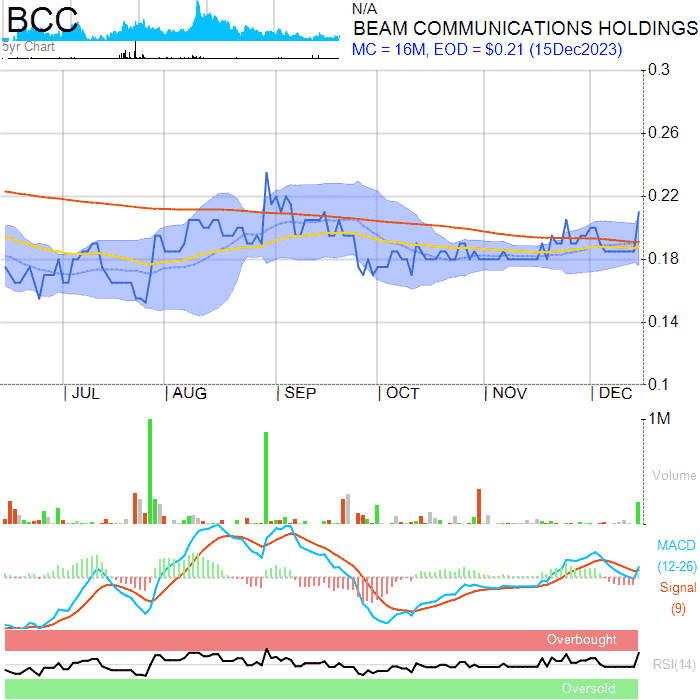 BCC
5yr Chart
N/A
BEAM COMMUNICATIONS HOLDINGS
MC = 16M, EOD = $0.21 (15Dec2023)
0.3
0.26
0.22
0.18
0.14
0.1
JUL AUG SEP OCT NOV DEC
1M
Volume
MACD
(12-26)
Signal
(9)
Overbought
RSI(14)
Oversold